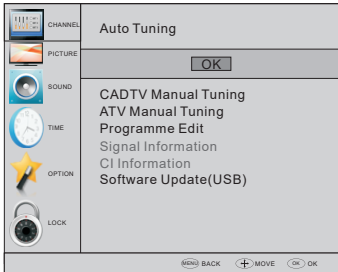 CHANNEL
PICTURE
SOUND
TIME
OPTION
LOCK
Auto Tuning
OK
CADTV Manual Tuning
ATV Manual Tuning
Programme Edit
Signal Information
CI Information
Software Update(USB)
MENU BACK MOVE OK OK